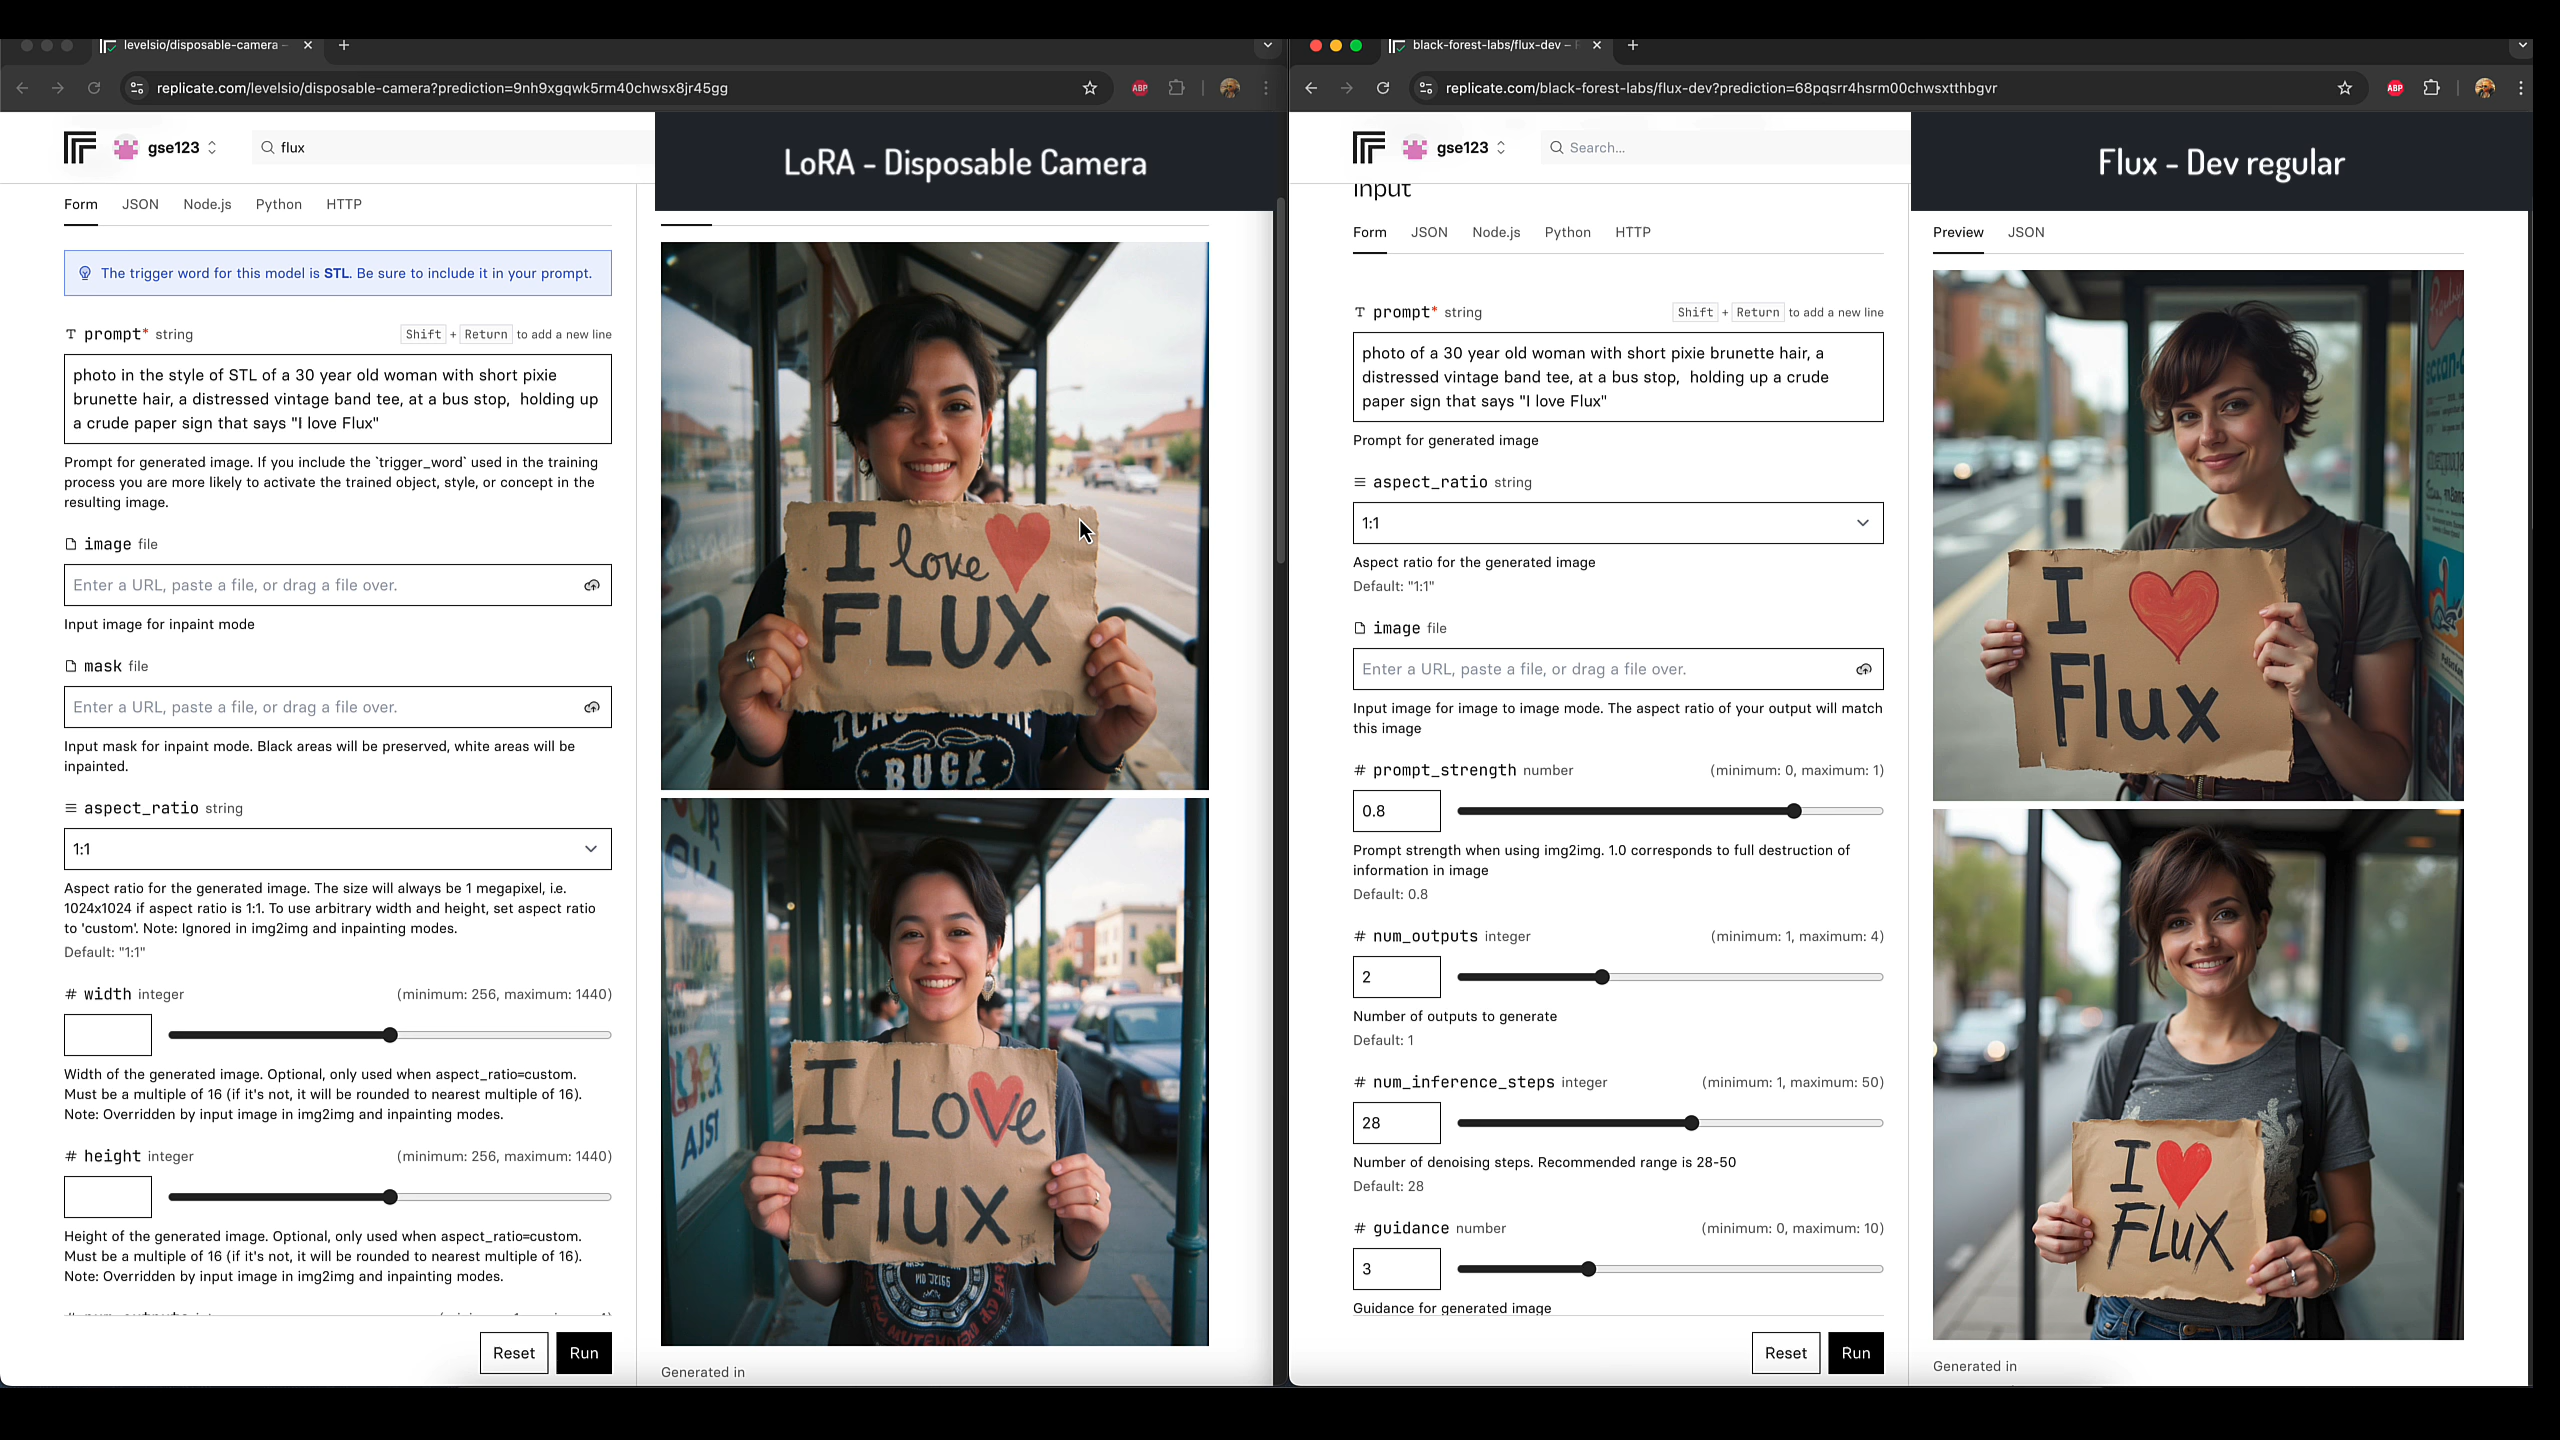 levelsio/disposable-camera –
replicate.com/levelsio/disposable-camera?prediction=9nh9xgqwk5rm40chwsx8jr45gg
ABP
gse123
flux
LoRA - Disposable Camera
Form JSON Node.js Python HTTP
The trigger word for this model is STL. Be sure to include it in your prompt.
prompt* string Shift + Return to add a new line
photo in the style of STL of a 30 year old woman with short pixie
brunette hair, a distressed vintage band tee, at a bus stop, holding up
a crude paper sign that says "I love Flux"
Prompt for generated image. If you include the `trigger_word` used in the training
process you are more likely to activate the trained object, style, or concept in the
resulting image.
image file
Enter a URL, paste a file, or drag a file over.
Input image for inpaint mode
mask file
Enter a URL, paste a file, or drag a file over.
Input mask for inpaint mode. Black areas will be preserved, white areas will be
inpainted.
aspect_ratio string
1:1
Aspect ratio for the generated image. The size will always be 1 megapixel, i.e.
1024x1024 if aspect ratio is 1:1. To use arbitrary width and height, set aspect ratio
to 'custom'. Note: Ignored in img2img and inpainting modes.
Default: "1:1"
# width integer (minimum: 256, maximum: 1440)
Width of the generated image. Optional, only used when aspect_ratio=custom.
Must be a multiple of 16 (if it's not, it will be rounded to nearest multiple of 16).
Note: Overridden by input image in img2img and inpainting modes.
# height integer (minimum: 256, maximum: 1440)
Height of the generated image. Optional, only used when aspect_ratio=custom.
Must be a multiple of 16 (if it's not, it will be rounded to nearest multiple of 16).
Note: Overridden by input image in img2img and inpainting modes.
Reset Run
I love
FLUX
BUCK
I LoVe
Flux
Generated in
black-forest-labs/flux-dev –
replicate.com/black-forest-labs/flux-dev?prediction=68pqsrr4hsrm00chwsxtthbgvr
ABP
gse123
Search...
Flux - Dev regular
Input
Form JSON Node.js Python HTTP
prompt* string Shift + Return to add a new line
photo of a 30 year old woman with short pixie brunette hair, a
distressed vintage band tee, at a bus stop, holding up a crude
paper sign that says "I love Flux"
Prompt for generated image
aspect_ratio string
1:1
Aspect ratio for the generated image
Default: "1:1"
image file
Enter a URL, paste a file, or drag a file over.
Input image for image to image mode. The aspect ratio of your output will match
this image
# prompt_strength number (minimum: 0, maximum: 1)
0.8
Prompt strength when using img2img. 1.0 corresponds to full destruction of
information in image
Default: 0.8
# num_outputs integer (minimum: 1, maximum: 4)
2
Number of outputs to generate
Default: 1
# num_inference_steps integer (minimum: 1, maximum: 50)
28
Number of denoising steps. Recommended range is 28-50
Default: 28
# guidance number (minimum: 0, maximum: 10)
3
Guidance for generated image
Reset Run
Preview JSON
I
Flux
I
FLUX
Generated in